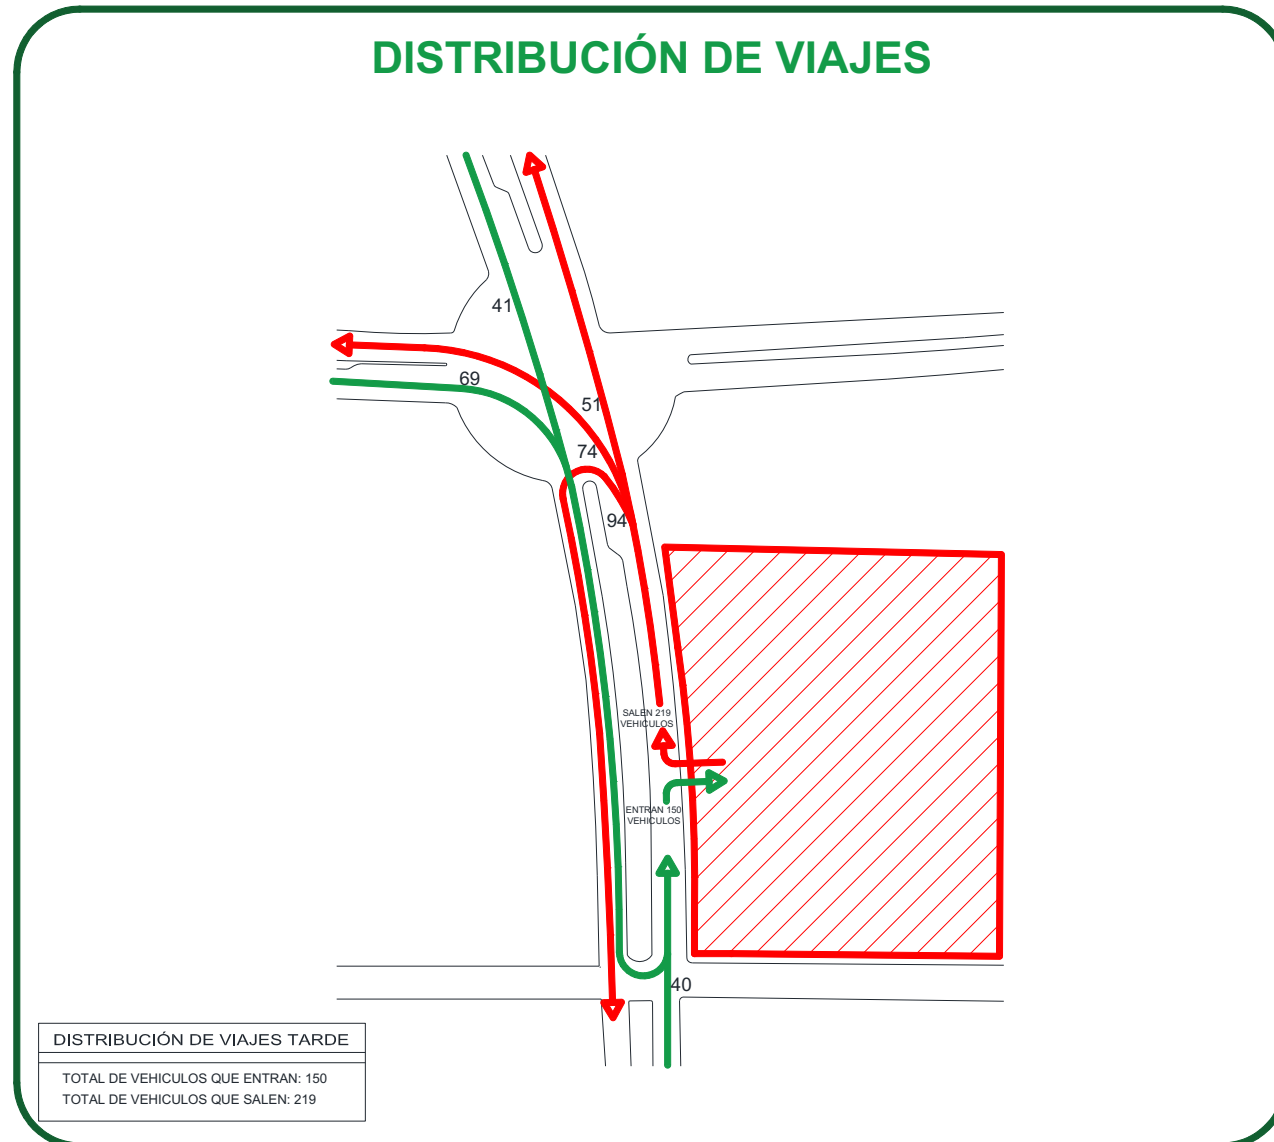 DISTRIBUCIÓN DE VIAJES
41
69
51
74
94
SALEN 219
VEHICULOS
ENTRAN 150
VEHICULOS
40
DISTRIBUCIÓN DE VIAJES TARDE
TOTAL DE VEHICULOS QUE ENTRAN: 150
TOTAL DE VEHICULOS QUE SALEN: 219